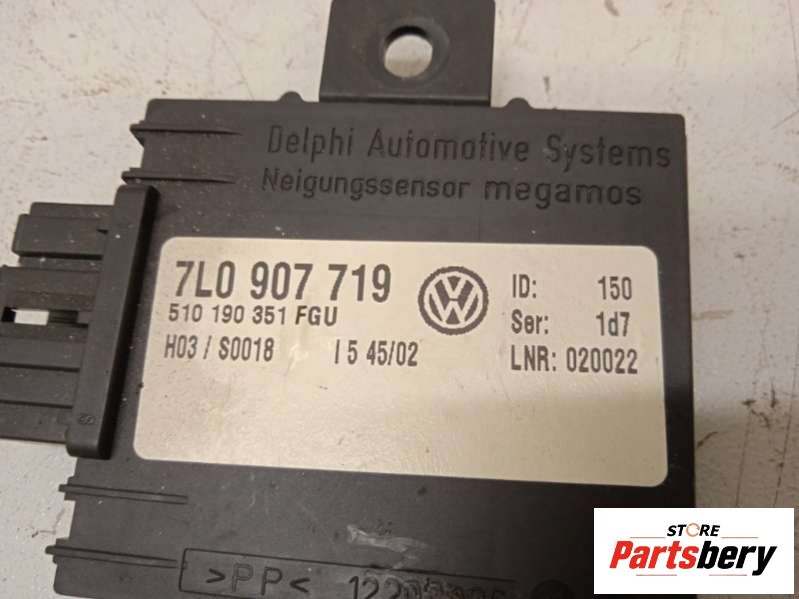 Delphi Automotive Systems
Neigungssensor megamos
7L0 907 719
510 190 351 FGU
H03 / S0018 I 5 45/02
ID: 150
Ser: 1d7
LNR: 020022
>PP<
STORE
Partsbery